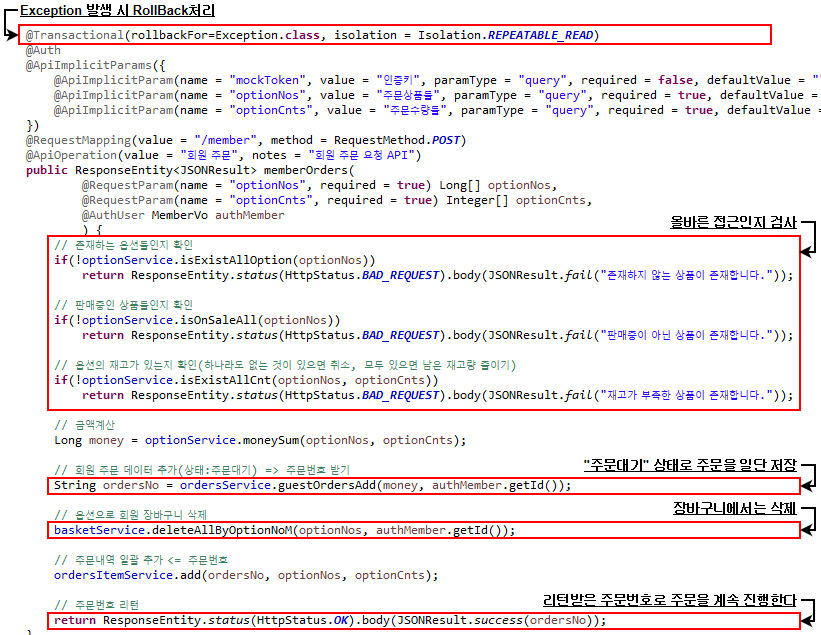 Exception 발생 시 RollBack처리
@Transactional(rollbackFor=Exception.class, isolation = Isolation.REPEATABLE_READ)
@Auth
@ApiImplicitParams({
@ApiImplicitParam(name = "mockToken", value = "인증키", paramType = "query", required = false, defaultValue = "'
@ApiImplicitParam(name = "optionNos", value = "주문상품들", paramType = "query", required = true, defaultValue =
@ApiImplicitParam(name = "optionCnts", value = "주문수량들", paramType = "query", required = true, defaultValue =
})
@RequestMapping(value = "/member", method = RequestMethod.POST)
@ApiOperation(value = "회원 주문", notes = "회원 주문 요청 API")
public ResponseEntity<JSONResult> memberOrders(
@RequestParam(name = "optionNos", required = true) Long[] optionNos,
@RequestParam(name = "optionCnts", required = true) Integer[] optionCnts,
@AuthUser MemberVo authMember
) {
올바른 접근인지 검사
// 존재하는 옵션들인지 확인
if(!optionService.isExistAllOption(optionNos))
return ResponseEntity.status(HttpStatus.BAD_REQUEST).body(JSONResult.fail("존재하지 않는 상품이 존재합니다."));
// 판매중인 상품들인지 확인
if(!optionService.isOnSaleAll(optionNos))
return ResponseEntity.status(HttpStatus.BAD_REQUEST).body(JSONResult.fail("판매중이 아닌 상품이 존재합니다."));
// 옵션의 재고가 있는지 확인(하나라도 없는 것이 있으면 취소, 모두 있으면 남은 재고량 줄이기)
if(!optionService.isExistAllCnt(optionNos, optionCnts))
return ResponseEntity.status(HttpStatus.BAD_REQUEST).body(JSONResult.fail("재고가 부족한 상품이 존재합니다."));
// 금액계산
Long money = optionService.moneySum(optionNos, optionCnts);
"주문대기" 상태로 주문을 일단 저장
// 회원 주문 데이터 추가(상태:주문대기) => 주문번호 받기
String ordersNo = ordersService.guestOrdersAdd(money, authMember.getId());
장바구니에서는 삭제
// 옵션으로 회원 장바구니 삭제
basketService.deleteAllByOptionNoM(optionNos, authMember.getId());
// 주문내역 일괄 추가 <= 주문번호
ordersItemService.add(ordersNo, optionNos, optionCnts);
리턴받은 주문번호로 주문을 계속 진행한다
// 주문번호 리턴
return ResponseEntity.status(HttpStatus.OK).body(JSONResult.success(ordersNo));